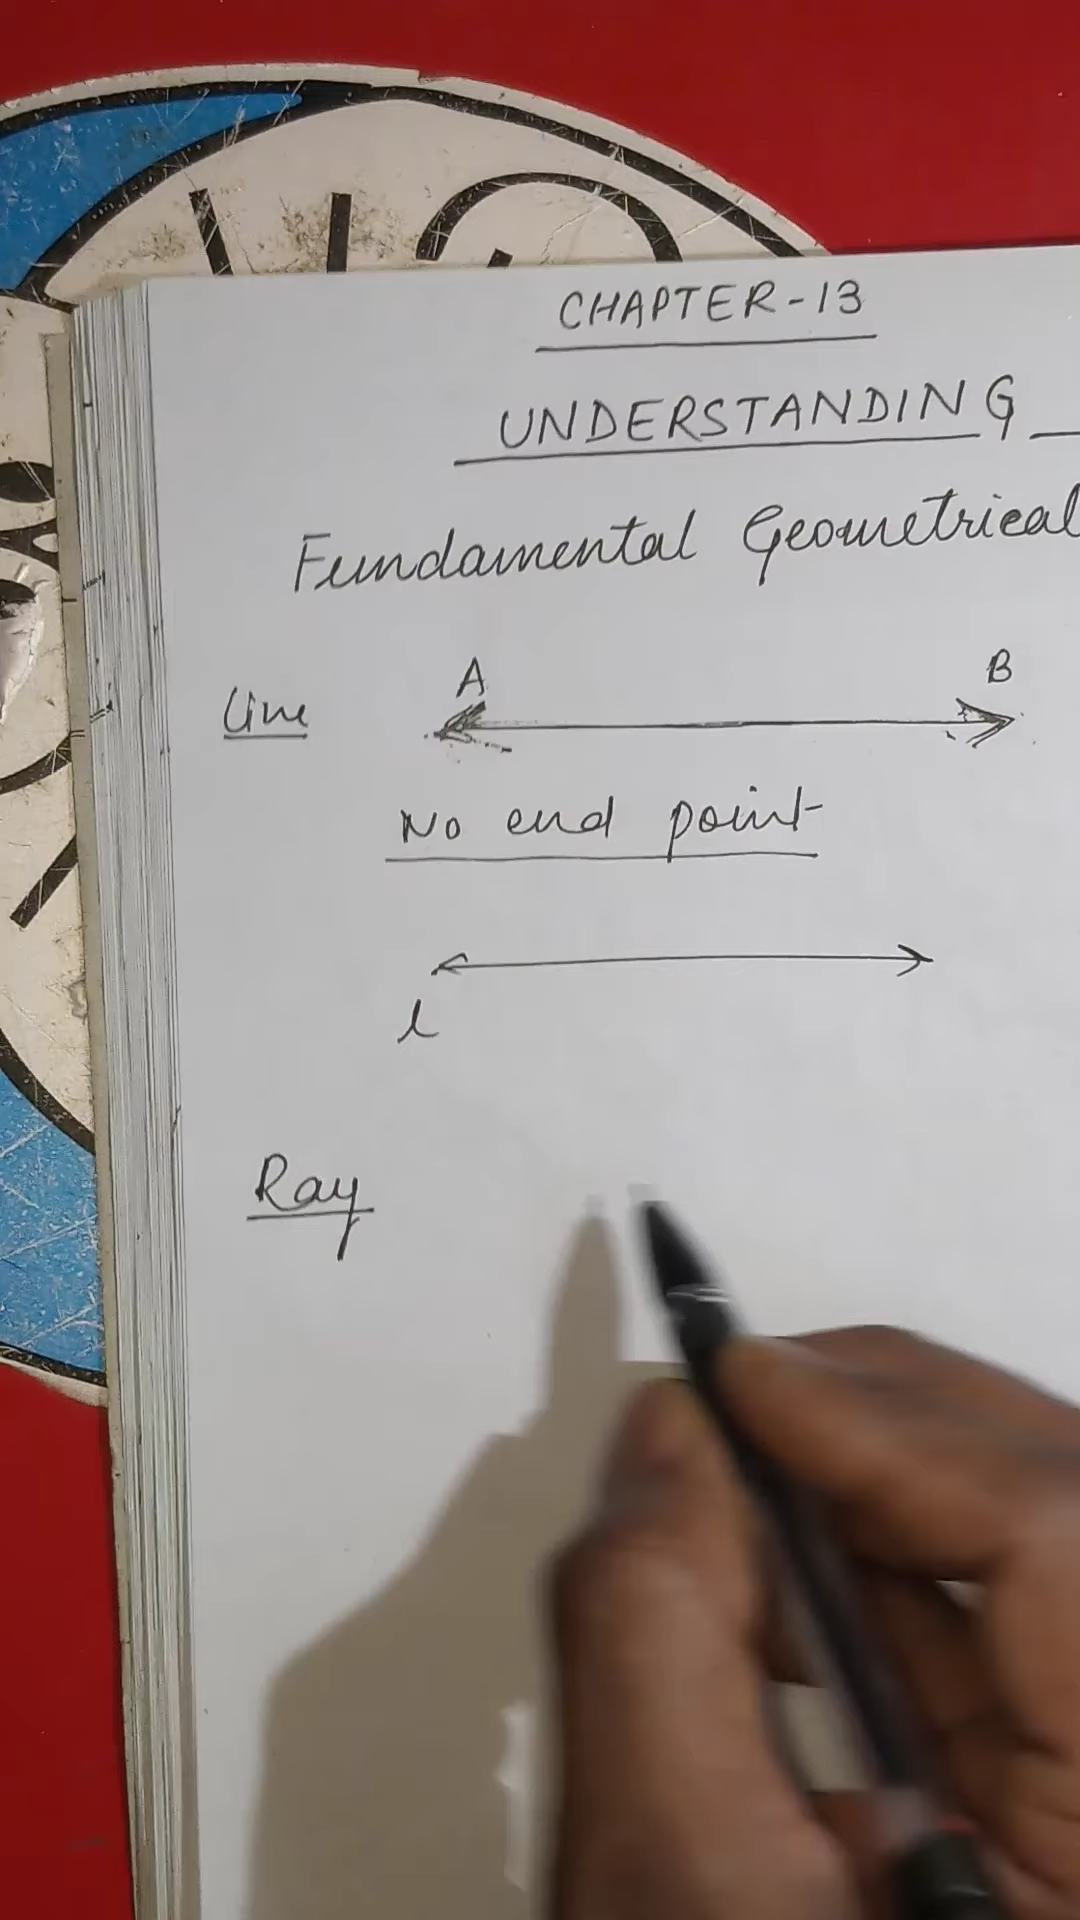 CHAPTER-13
UNDERSTANDING
Fundamental Geometrical
A B
Line
No end point
l
Ray